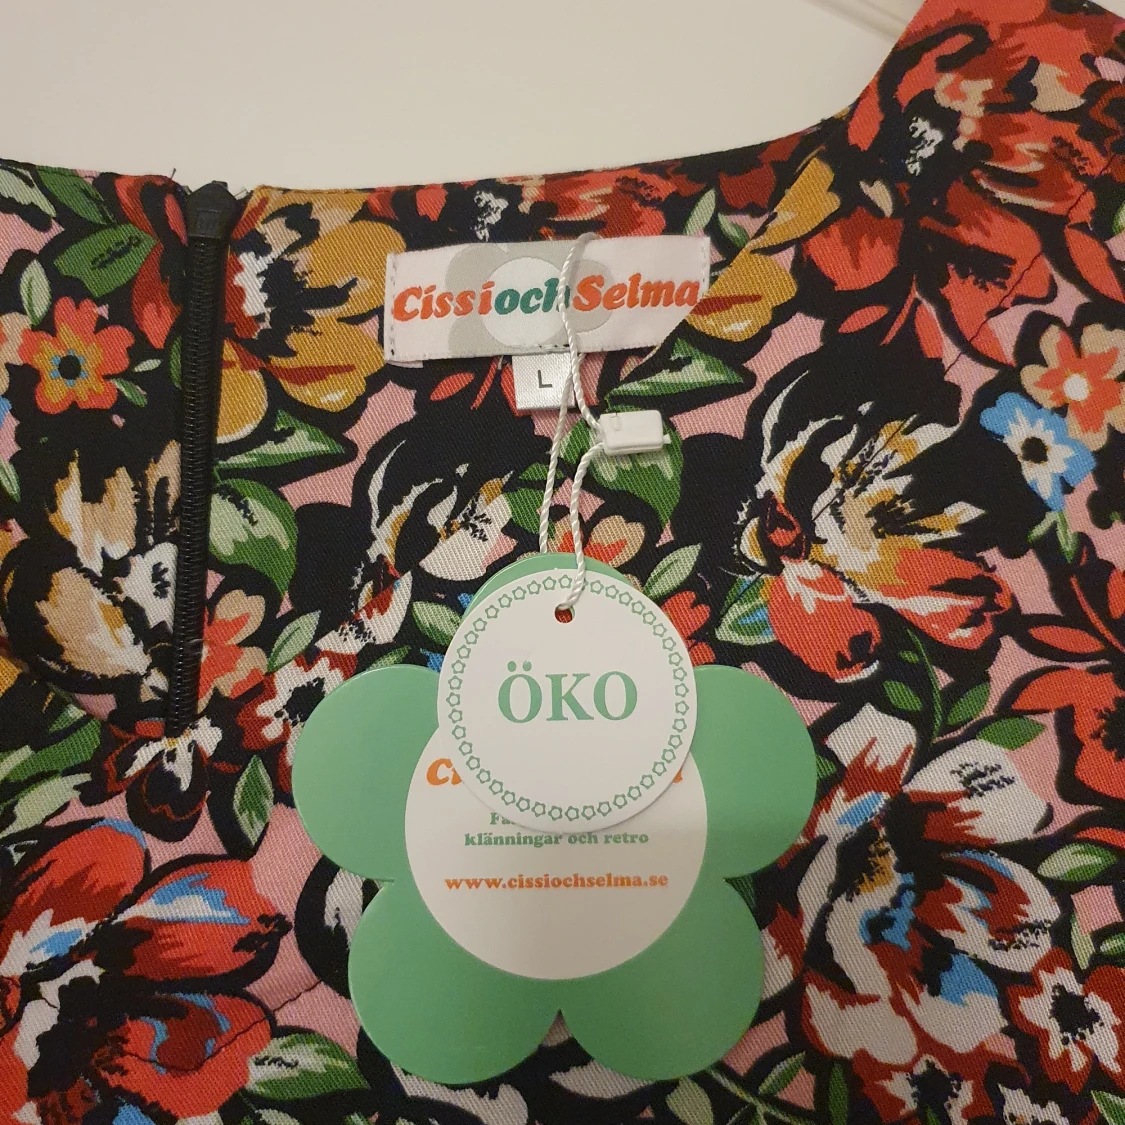 CissiochSelma
L
ÖKO
klänningar och retro
www.cissiochselma.se